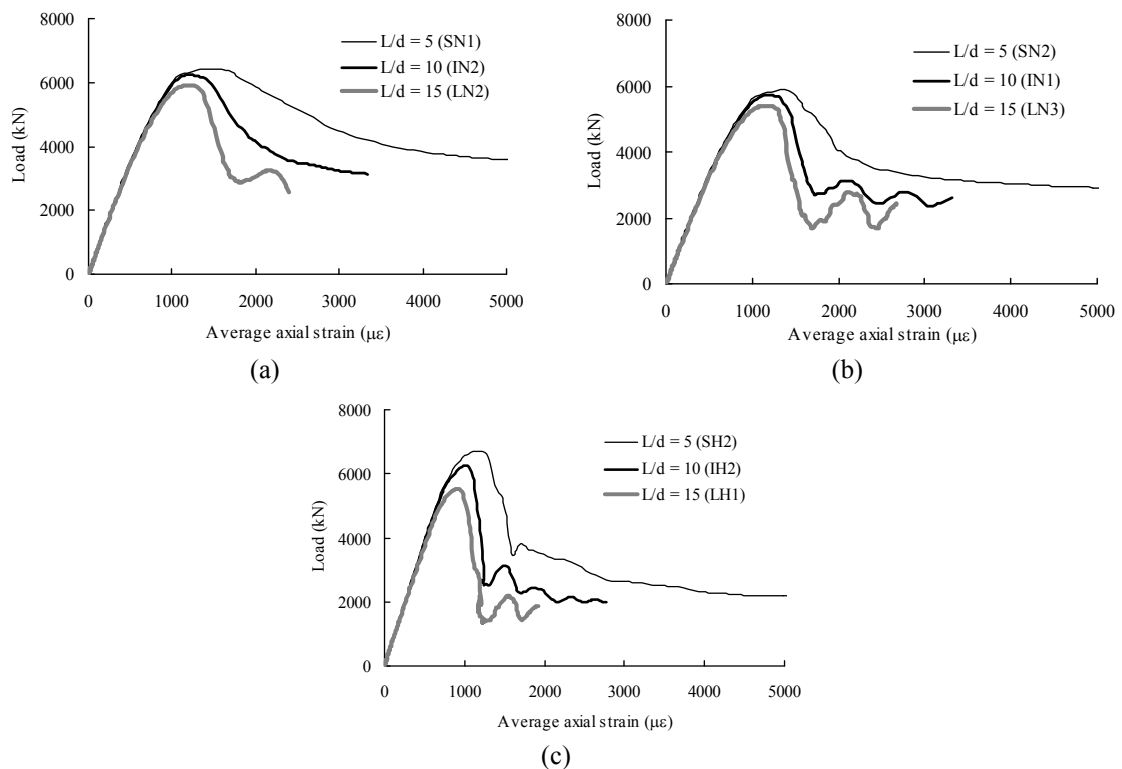 8000
6000
4000
2000
0
Load (kN)
L/d = 5 (SN1)
L/d = 10 (IN2)
L/d = 15 (LN2)
0 1000 2000 3000 4000 5000
Average axial strain (με)
(a)
8000
6000
4000
2000
0
Load (kN)
L/d = 5 (SN2)
L/d = 10 (IN1)
L/d = 15 (LN3)
0 1000 2000 3000 4000 5000
Average axial strain (με)
(b)
8000
6000
4000
2000
0
Load (kN)
L/d = 5 (SH2)
L/d = 10 (IH2)
L/d = 15 (LH1)
0 1000 2000 3000 4000 5000
Average axial strain (με)
(c)